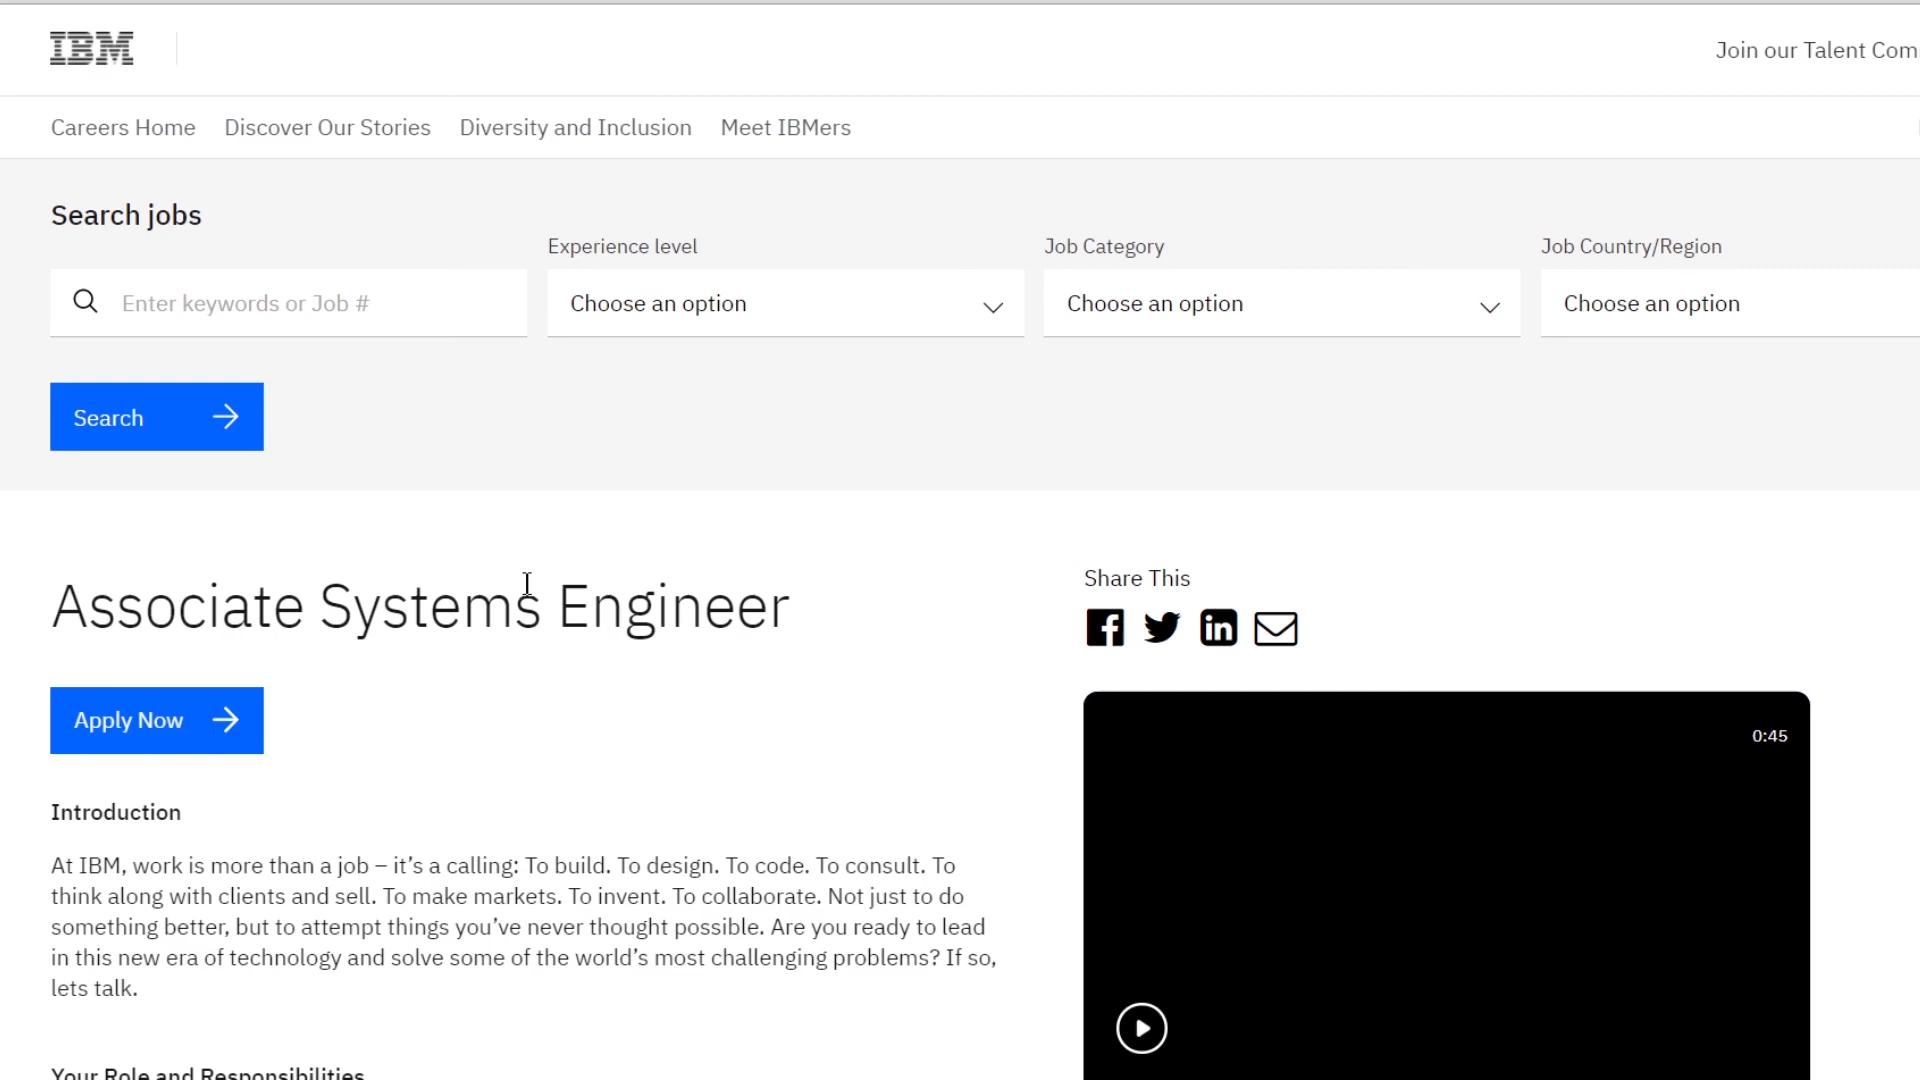 IBM
Join our Talent Com
Careers Home Discover Our Stories Diversity and Inclusion Meet IBMers
Search jobs
Experience level Job Category Job Country/Region
Enter keywords or Job # Choose an option Choose an option Choose an option
Search
Associate Systems Engineer
Share This
Apply Now
0:45
Introduction
At IBM, work is more than a job – it’s a calling: To build. To design. To code. To consult. To
think along with clients and sell. To make markets. To invent. To collaborate. Not just to do
something better, but to attempt things you’ve never thought possible. Are you ready to lead
in this new era of technology and solve some of the world’s most challenging problems? If so,
lets talk.
Your Role and Responsibilities